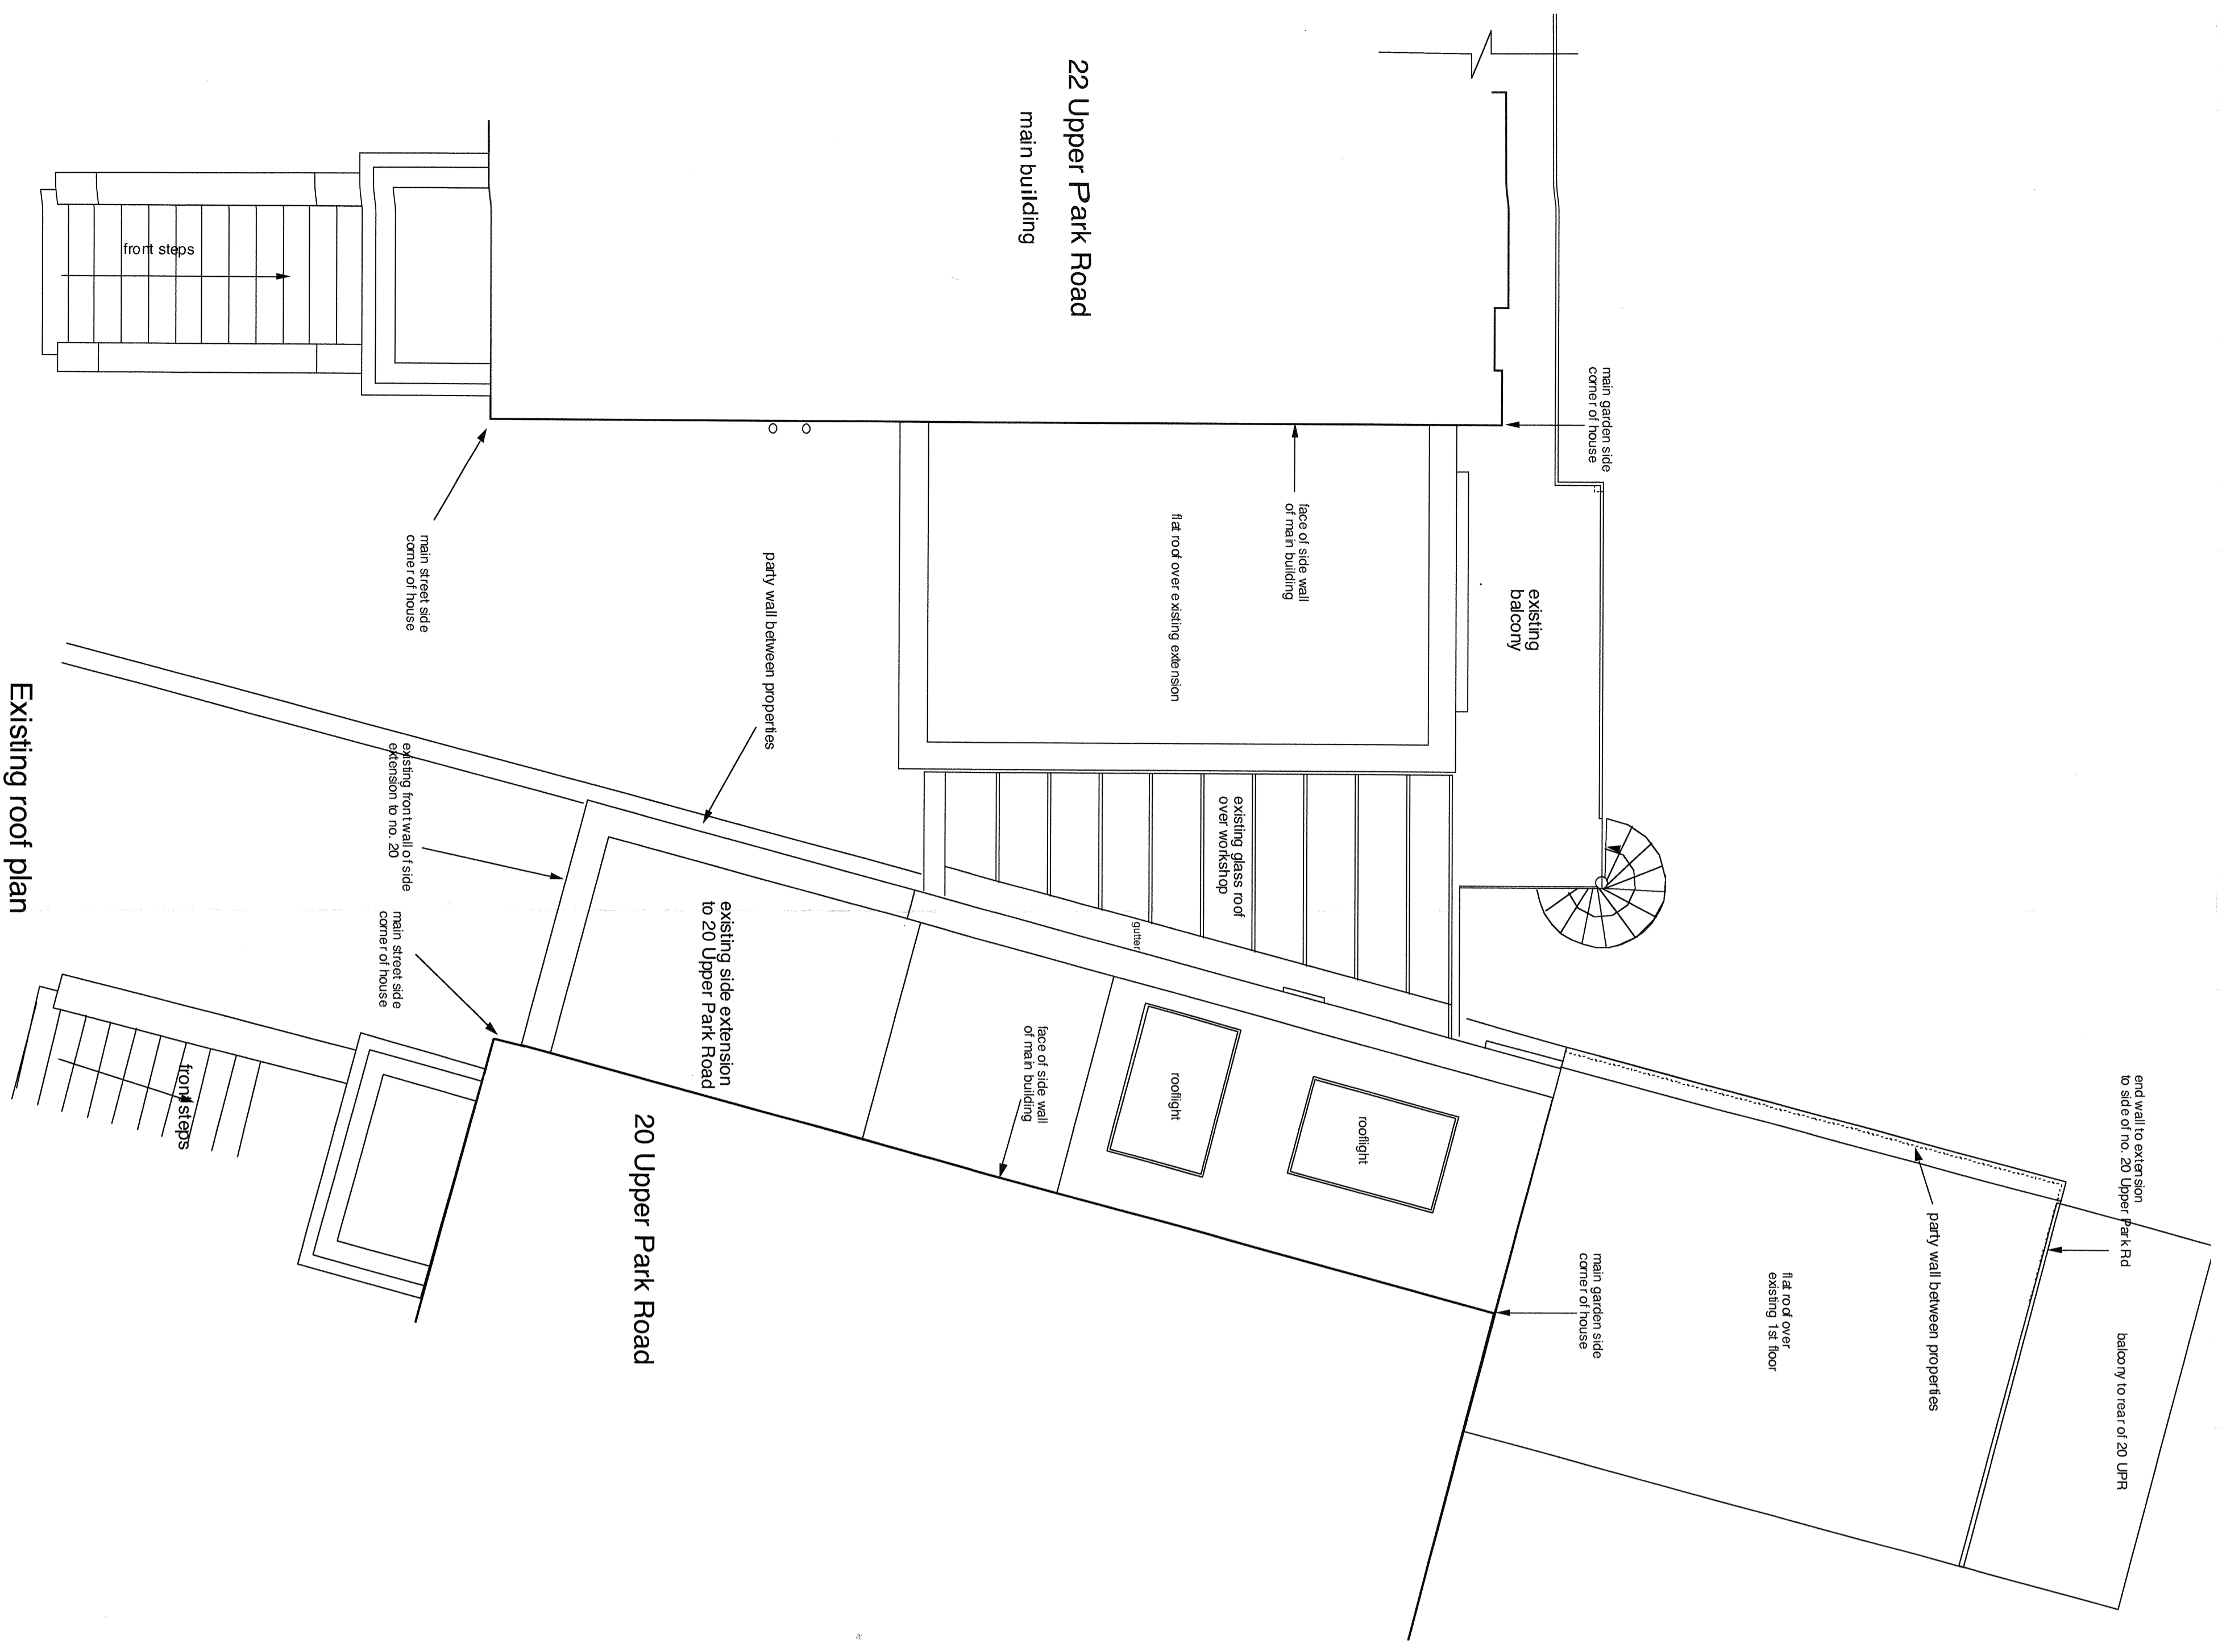 22 Upper Park Road
main building
front steps
main garden side
corner of house
face of side wall
of main building
flat roof over existing extension
existing
balcony
main street side
corner of house
party wall between properties
existing glass roof
over workshop
gutter
existing front wall of side
extension to no. 20
main street side
corner of house
existing side extension
to 20 Upper Park Road
face of side wall
of main building
rooflight
rooflight
front steps
20 Upper Park Road
main garden side
corner of house
flat roof over
existing 1st floor
party wall between properties
end wall to extension
to side of no. 20 Upper Park Rd
balcony to rear of 20 UPR
Existing roof plan